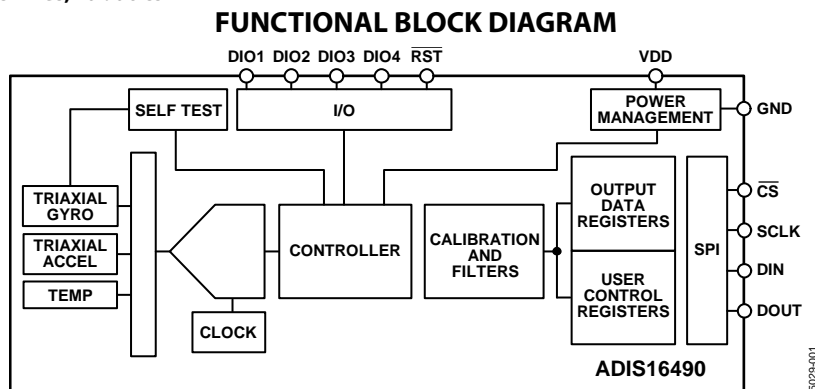 FUNCTIONAL BLOCK DIAGRAM
DIO1 DIO2 DIO3 DIO4 RST
VDD
SELF TEST
I/O
POWER
MANAGEMENT
GND
TRIAXIAL
GYRO
TRIAXIAL
ACCEL
TEMP
CLOCK
CONTROLLER
CALIBRATION
AND
FILTERS
OUTPUT
DATA
REGISTERS
USER
CONTROL
REGISTERS
SPI
CS
SCLK
DIN
DOUT
ADIS16490